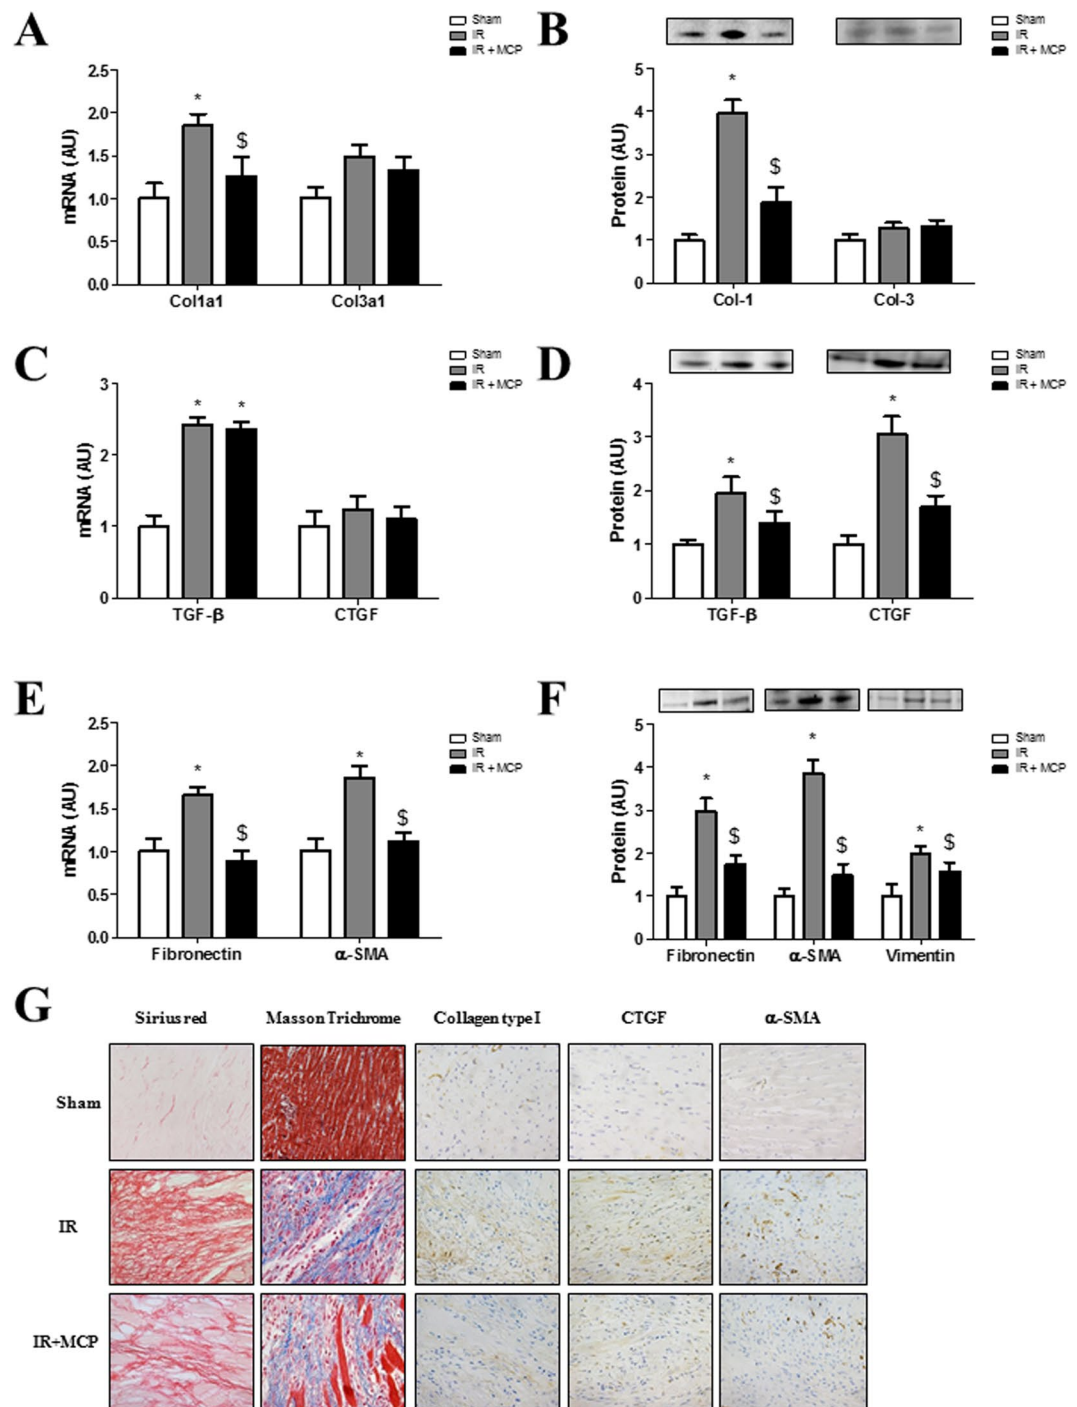 A
Sham
IR
IR + MCP
mRNA (AU)
2.5
2.0
1.5
1.0
0.5
0.0
*
$
Col1a1
Col3a1
B
Sham
IR
IR + MCP
Protein (AU)
5
4
3
2
1
0
*
$
Col-1
Col-3
C
Sham
IR
IR + MCP
mRNA (AU)
3
2
1
0
*
*
TGF-β
CTGF
D
Sham
IR
IR + MCP
Protein (AU)
4
3
2
1
0
*
$
*
$
TGF-β
CTGF
E
Sham
IR
IR + MCP
mRNA (AU)
2.5
2.0
1.5
1.0
0.5
0.0
*
$
*
$
Fibronectin
α-SMA
F
Sham
IR
IR + MCP
Protein (AU)
5
4
3
2
1
0
*
$
*
$
*
$
Fibronectin
α-SMA
Vimentin
G
Sirius red
Masson Trichrome
Collagen type I
CTGF
α-SMA
Sham
IR
IR+MCP